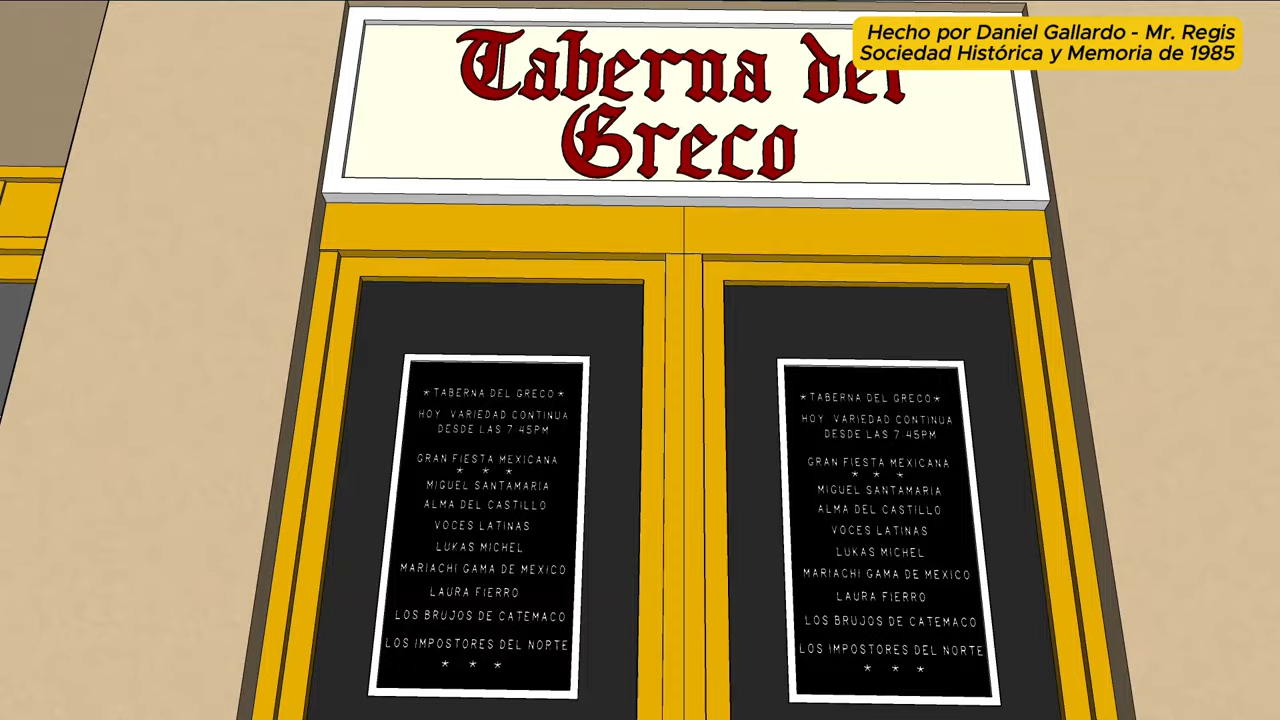 Hecho por Daniel Gallardo - Mr. Regis
Sociedad Histórica y Memoria de 1985
Taberna del
Greco
*TABERNA DEL GRECO*
HOY VARIEDAD CONTINUA
DESDE LAS 7 45PM
GRAN FIESTA MEXICANA
* * *
MIGUEL SANTAMARIA
ALMA DEL CASTILLO
VOCES LATINAS
LUKAS MICHEL
MARIACHI GAMA DE MEXICO
LAURA FIERRO
LOS BRUJOS DE CATEMACO
LOS IMPOSTORES DEL NORTE
* * *
*TABERNA DEL GRECO*
HOY VARIEDAD CONTINUA
DESDE LAS 7 45PM
GRAN FIESTA MEXICANA
* * *
MIGUEL SANTAMARIA
ALMA DEL CASTILLO
VOCES LATINAS
LUKAS MICHEL
MARIACHI GAMA DE MEXICO
LAURA FIERRO
LOS BRUJOS DE CATEMACO
LOS IMPOSTORES DEL NORTE
* * *